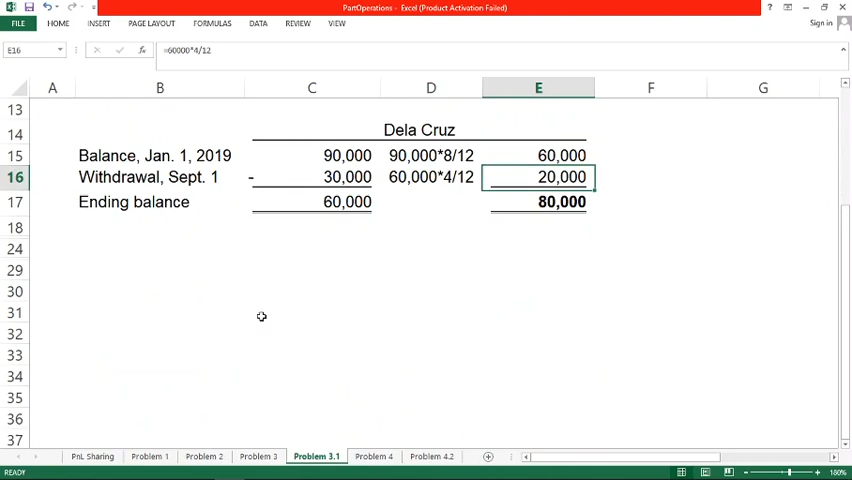 PartOperations - Excel (Product Activation Failed)
FILE HOME INSERT PAGE LAYOUT FORMULAS DATA REVIEW VIEW Sign in
E16 fx =60000*4/12
A B C D E F G
13
14 Dela Cruz
15 Balance, Jan. 1, 2019 90,000 90,000*8/12 60,000
16 Withdrawal, Sept. 1 - 30,000 60,000*4/12 20,000
17 Ending balance 60,000 80,000
18
24
29
30
31
32
33
34
35
36
37
PnL Sharing Problem 1 Problem 2 Problem 3 Problem 3.1 Problem 4 Problem 4.2
READY 180%